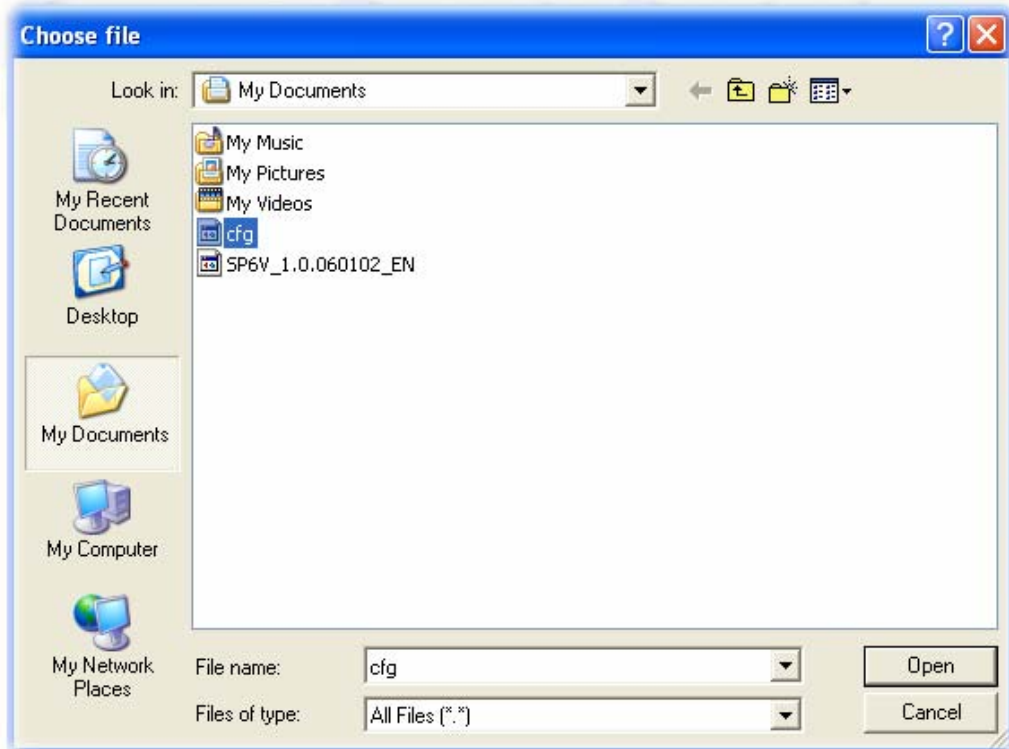 Choose file
Look in: My Documents
My Recent
Documents
Desktop
My Documents
My Computer
My Network
Places
My Music
My Pictures
My Videos
cfg
SP6V_1.0.060102_EN
File name: cfg Open
Files of type: All Files (*.*) Cancel